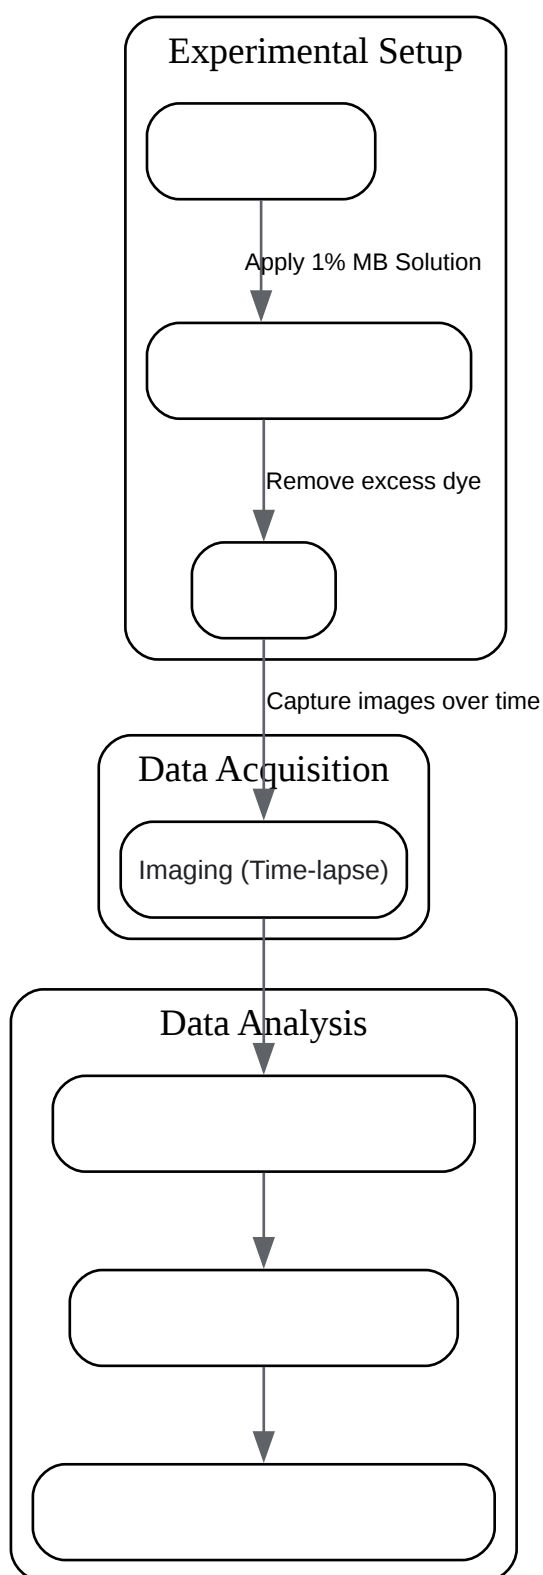 Experimental Setup
Apply 1% MB Solution
Remove excess dye
Capture images over time
Data Acquisition
Imaging (Time-lapse)
Data Analysis